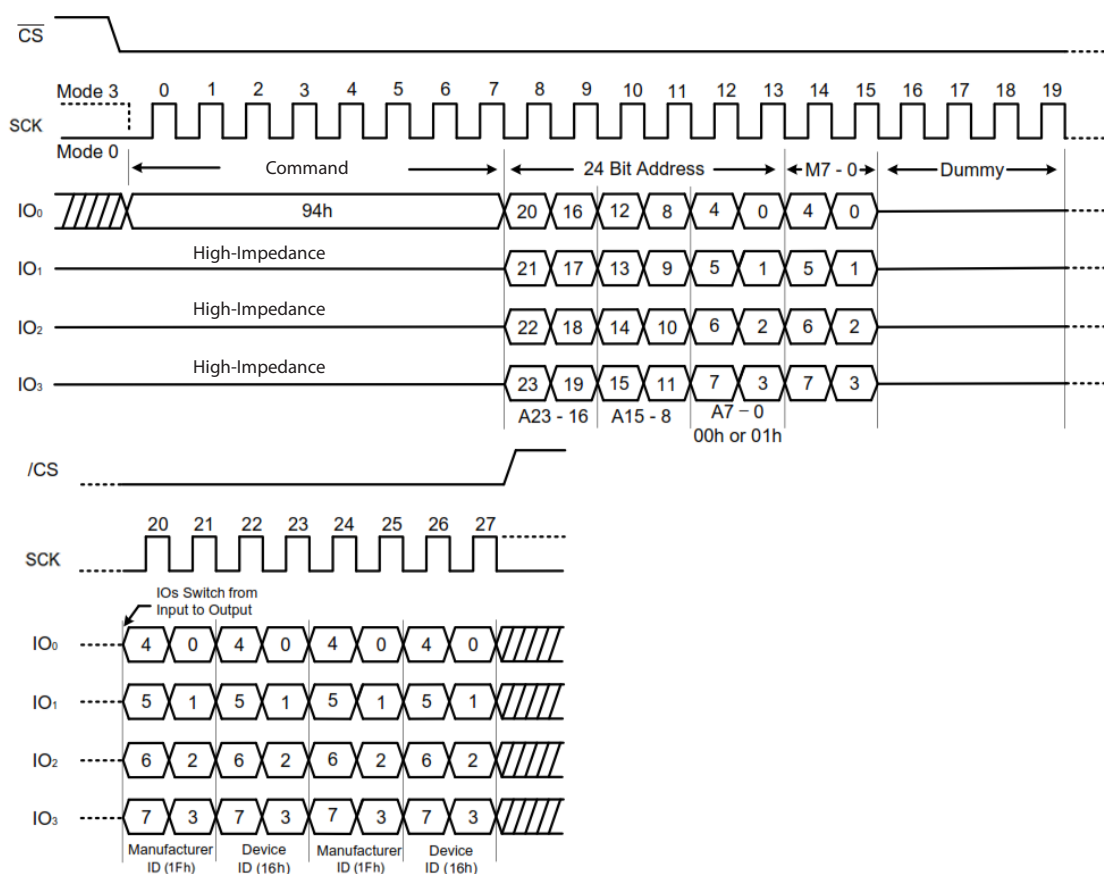 CS
Mode 3 0 1 2 3 4 5 6 7 8 9 10 11 12 13 14 15 16 17 18 19
SCK
Mode 0
Command 24 Bit Address M7 - 0 Dummy
IO0 94h 20 16 12 8 4 0 4 0
High-Impedance
IO1 21 17 13 9 5 1 5 1
High-Impedance
IO2 22 18 14 10 6 2 6 2
High-Impedance
IO3 23 19 15 11 7 3 7 3
A23 - 16 A15 - 8 A7 – 0
00h or 01h
/CS
20 21 22 23 24 25 26 27
SCK
IOs Switch from
Input to Output
IO0 4 0 4 0 4 0 4 0
IO1 5 1 5 1 5 1 5 1
IO2 6 2 6 2 6 2 6 2
IO3 7 3 7 3 7 3 7 3
Manufacturer Device Manufacturer Device
ID (1Fh) ID (16h) ID (1Fh) ID (16h)